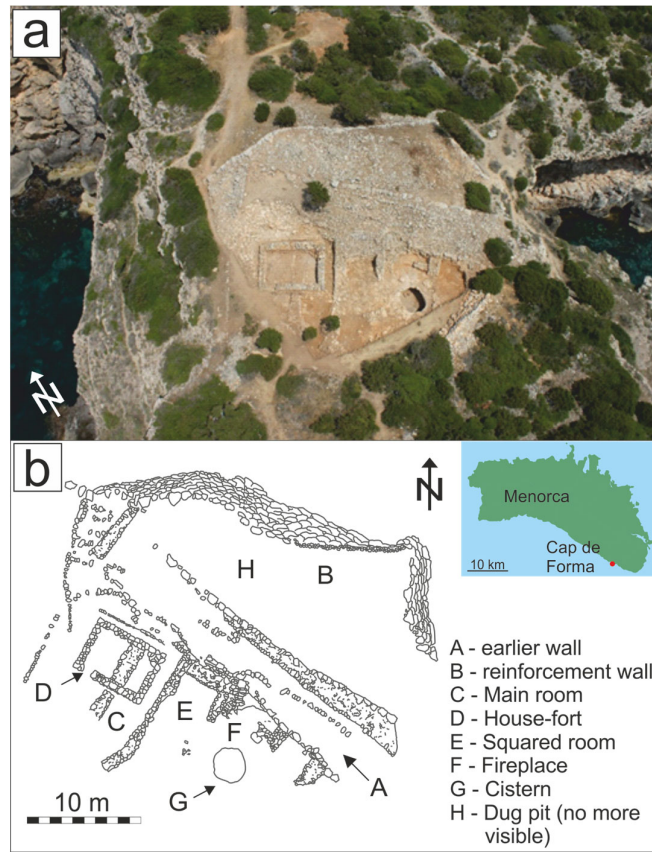 a
N
b
N
Menorca
10 km
Cap de
Forma
H
B
D
C
E
F
G
A
10 m
A - earlier wall
B - reinforcement wall
C - Main room
D - House-fort
E - Squared room
F - Fireplace
G - Cistern
H - Dug pit (no more
visible)